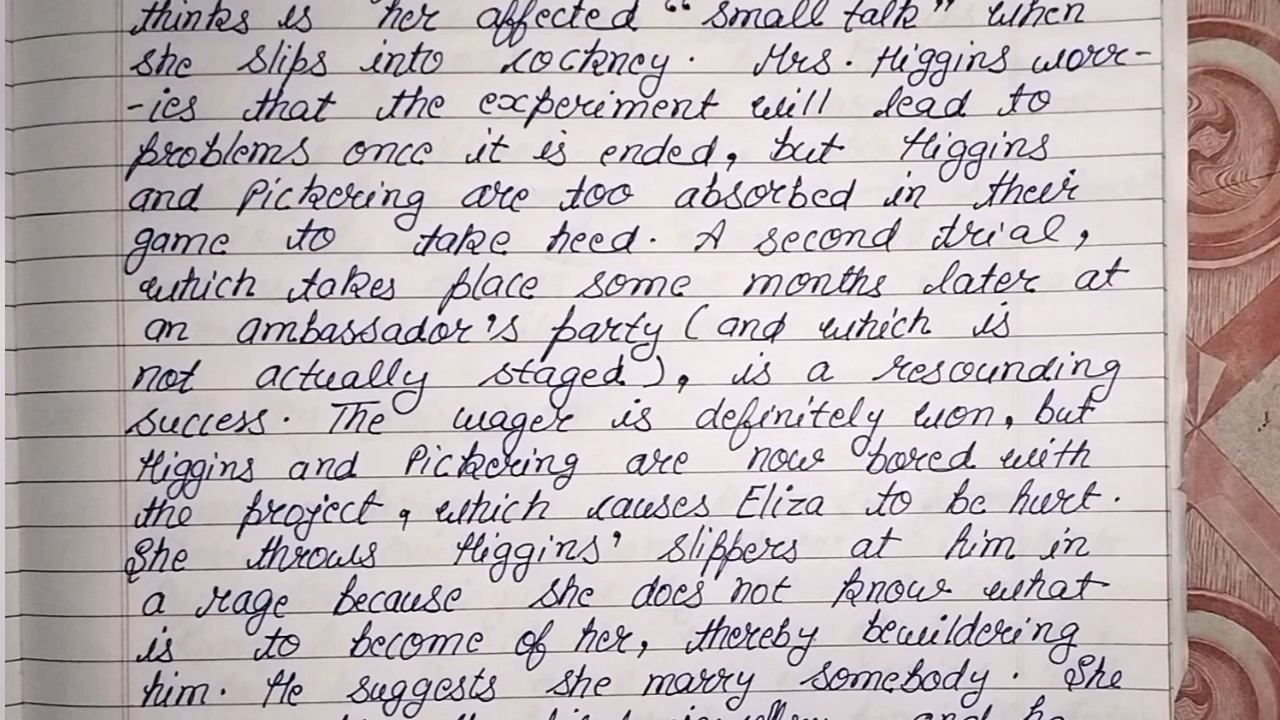 thinks is her affected "small talk" when
she slips into cockney. Mrs. Higgins worr-
-ies that the experiment will lead to
problems once it is ended, but Higgins
and Pickering are too absorbed in their
game to take heed. A second trial,
which takes place some months later at
an ambassador's party (and which is
not actually staged), is a resounding
success. The wager is definitely won, but
Higgins and Pickering are now bored with
the project, which causes Eliza to be hurt.
She throws Higgins' slippers at him in
a rage because she does not know what
is to become of her, thereby bewildering
him. He suggests she marry somebody. She
and he